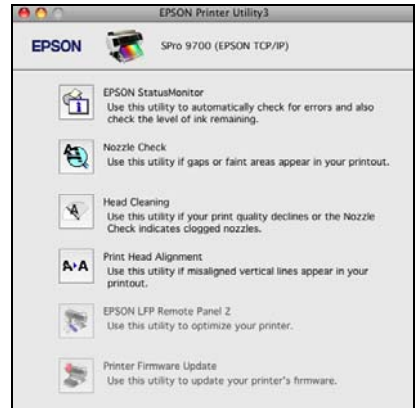 EPSON Printer Utility3
EPSON
SPro 9700 (EPSON TCP/IP)
EPSON StatusMonitor
Use this utility to automatically check for errors and also
check the level of ink remaining.
Nozzle Check
Use this utility if gaps or faint areas appear in your printout.
Head Cleaning
Use this utility if your print quality declines or the Nozzle
Check indicates clogged nozzles.
A▸A
Print Head Alignment
Use this utility if misaligned vertical lines appear in your
printout.
EPSON LFP Remote Panel 2
Use this utility to optimize your printer.
Printer Firmware Update
Use this utility to update your printer's firmware.